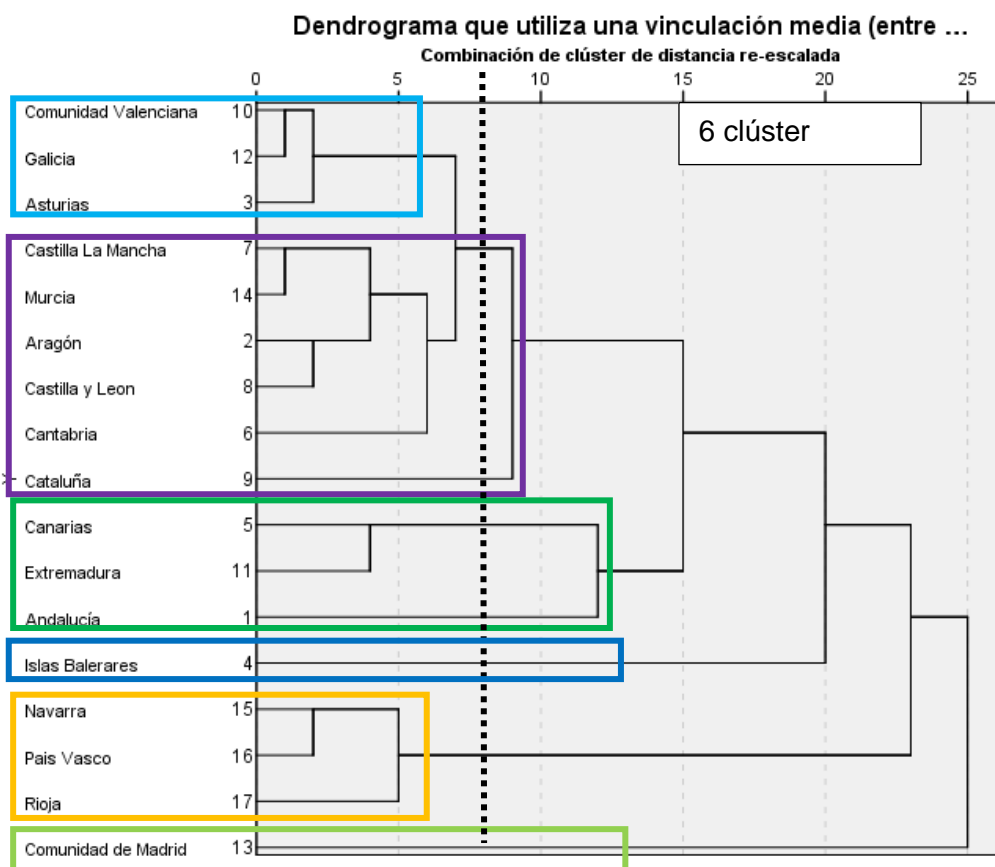 Dendrograma que utiliza una vinculación media (entre ...
Combinación de clúster de distancia re-escalada
0 5 10 15 20 25
6 clúster
Comunidad Valenciana 10
Galicia 12
Asturias 3
Castilla La Mancha 7
Murcia 14
Aragón 2
Castilla y Leon 8
Cantabria 6
Cataluña 9
Canarias 5
Extremadura 11
Andalucía 1
Islas Balerares 4
Navarra 15
Pais Vasco 16
Rioja 17
Comunidad de Madrid 13